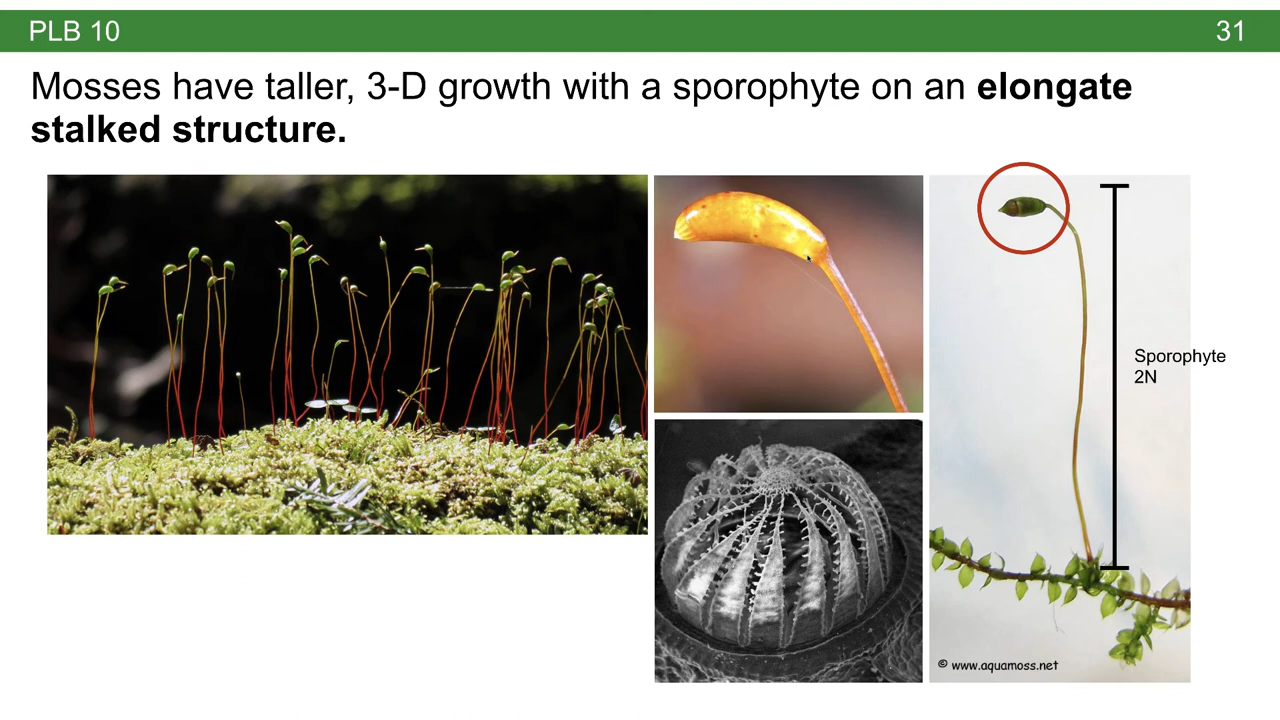 PLB 10
31
Mosses have taller, 3-D growth with a sporophyte on an elongate
stalked structure.
Sporophyte
2N
© www.aquamoss.net